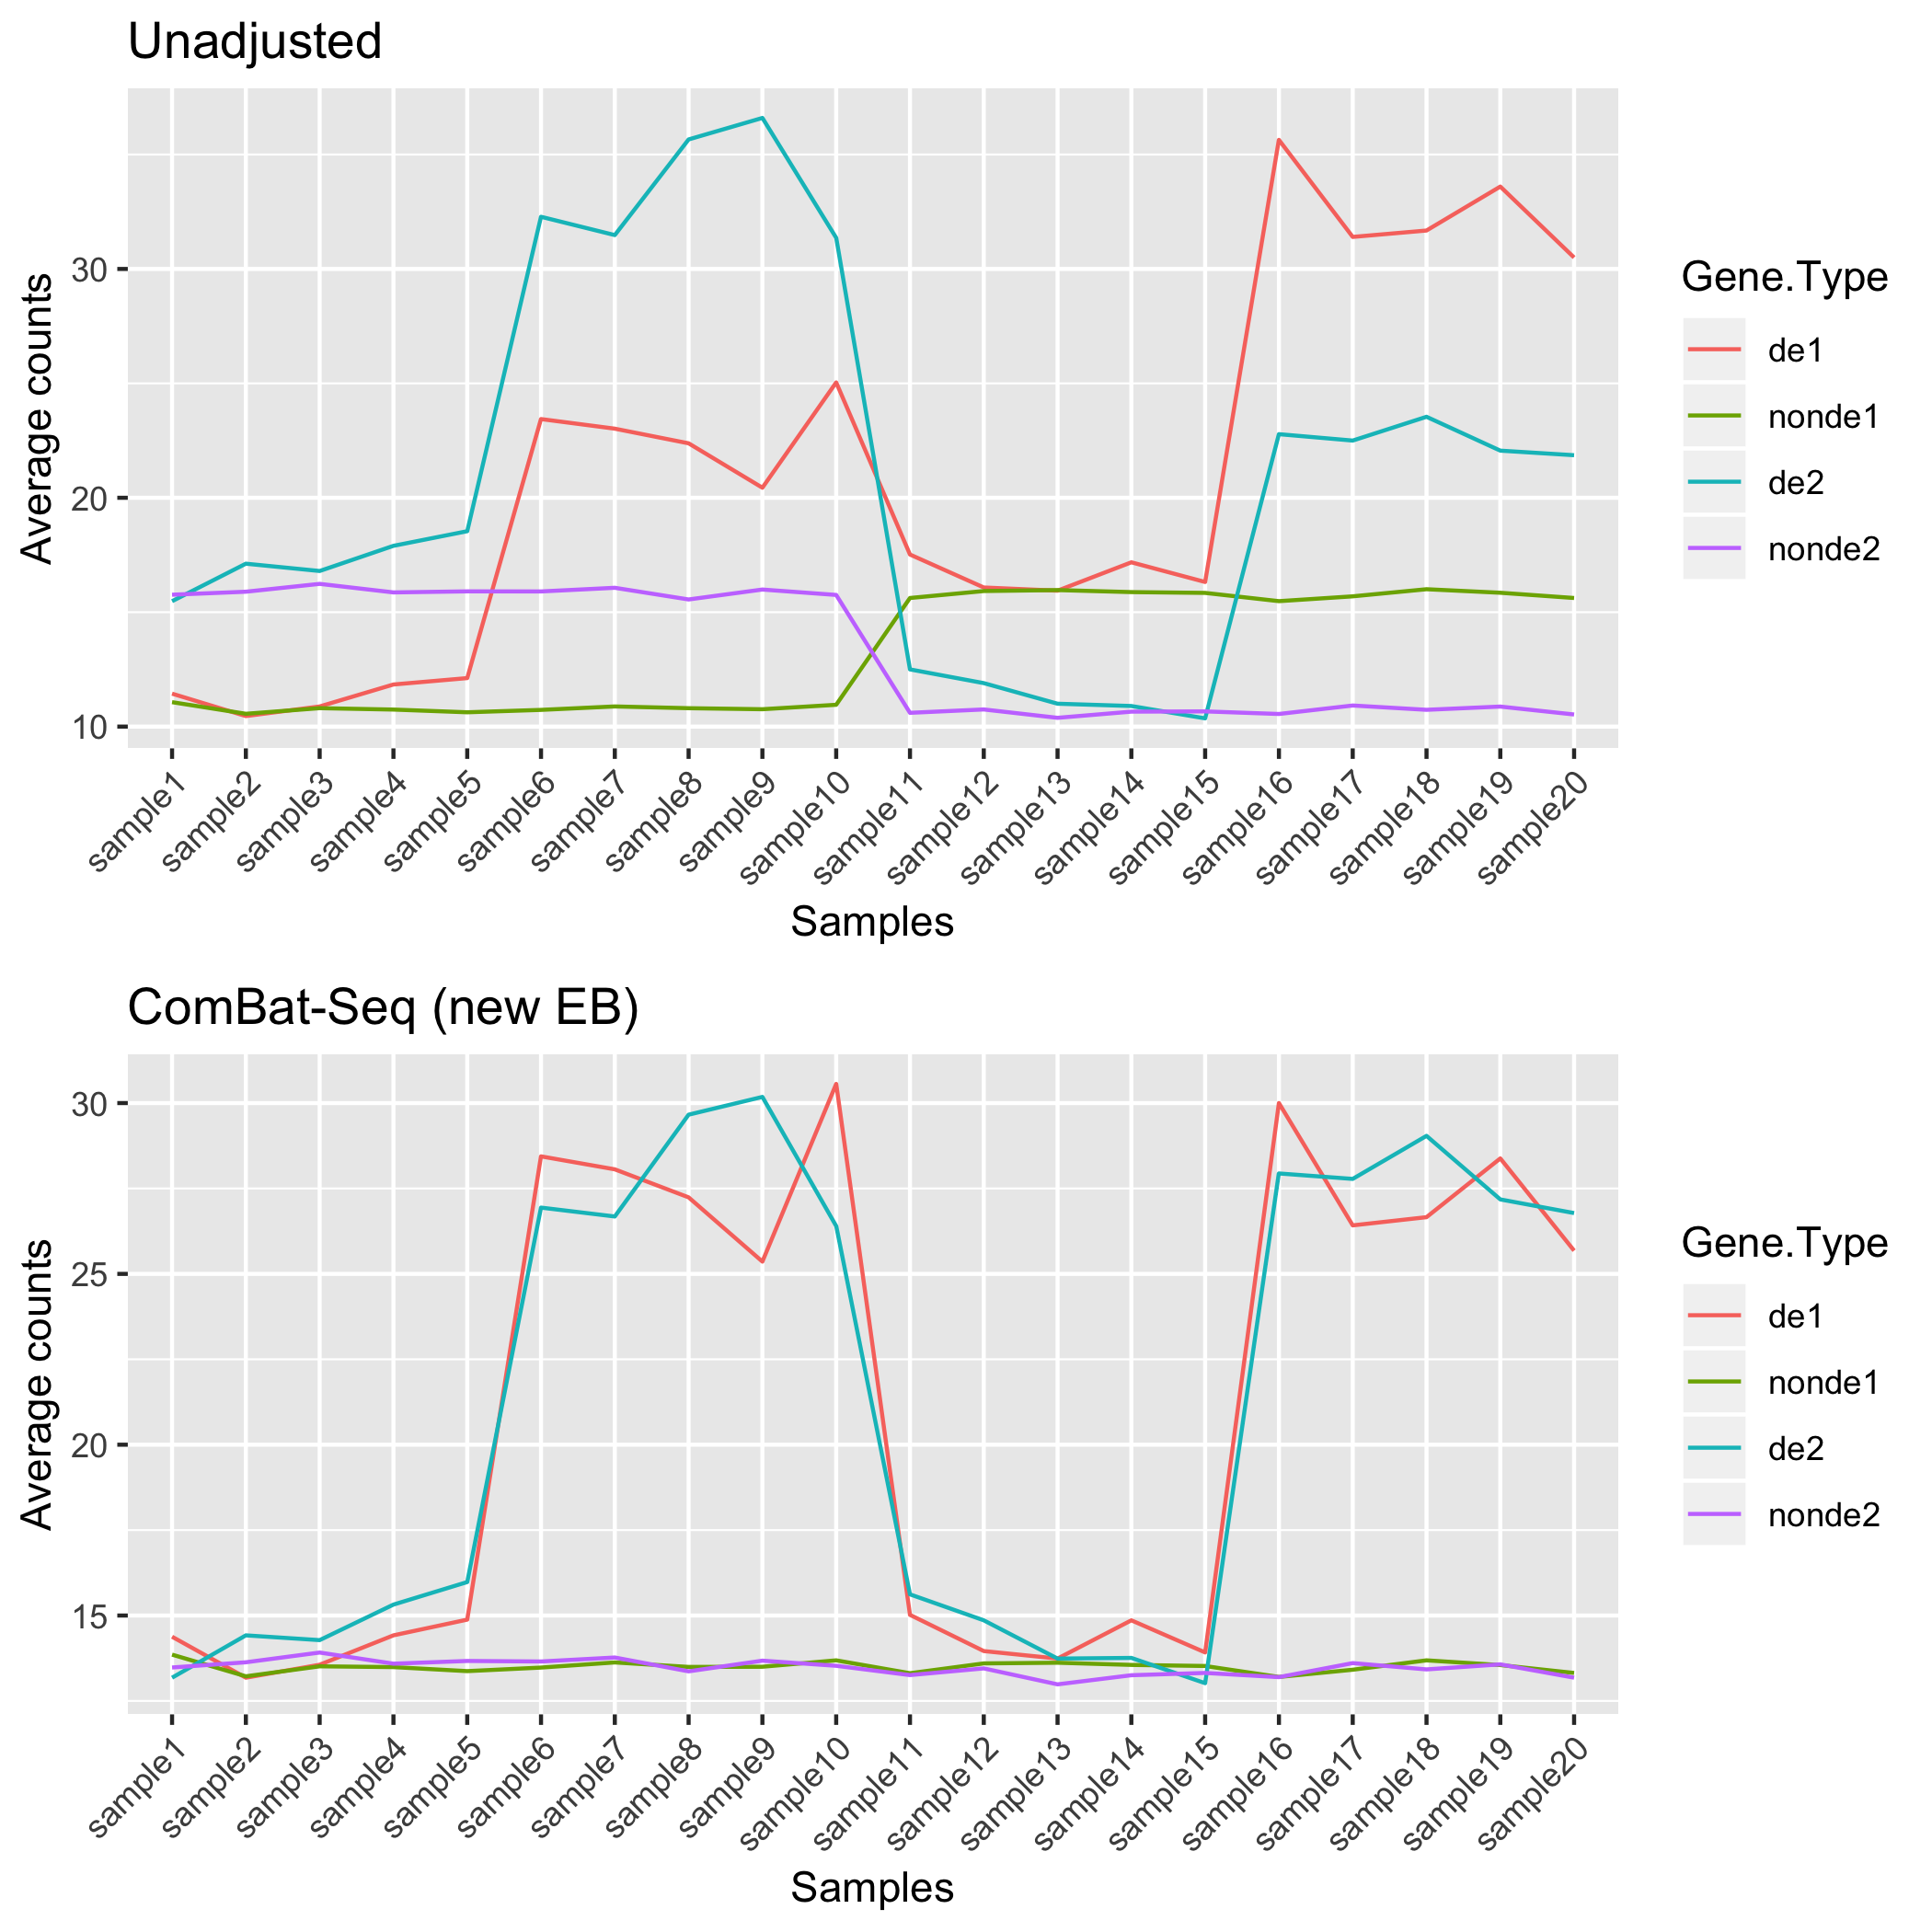 Unadjusted
Average counts
30
20
10
sample1
sample2
sample3
sample4
sample5
sample6
sample7
sample8
sample9
sample10
sample11
sample12
sample13
sample14
sample15
sample16
sample17
sample18
sample19
sample20
Samples
Gene.Type
de1
nonde1
de2
nonde2
ComBat-Seq (new EB)
Average counts
30
25
20
15
sample1
sample2
sample3
sample4
sample5
sample6
sample7
sample8
sample9
sample10
sample11
sample12
sample13
sample14
sample15
sample16
sample17
sample18
sample19
sample20
Samples
Gene.Type
de1
nonde1
de2
nonde2